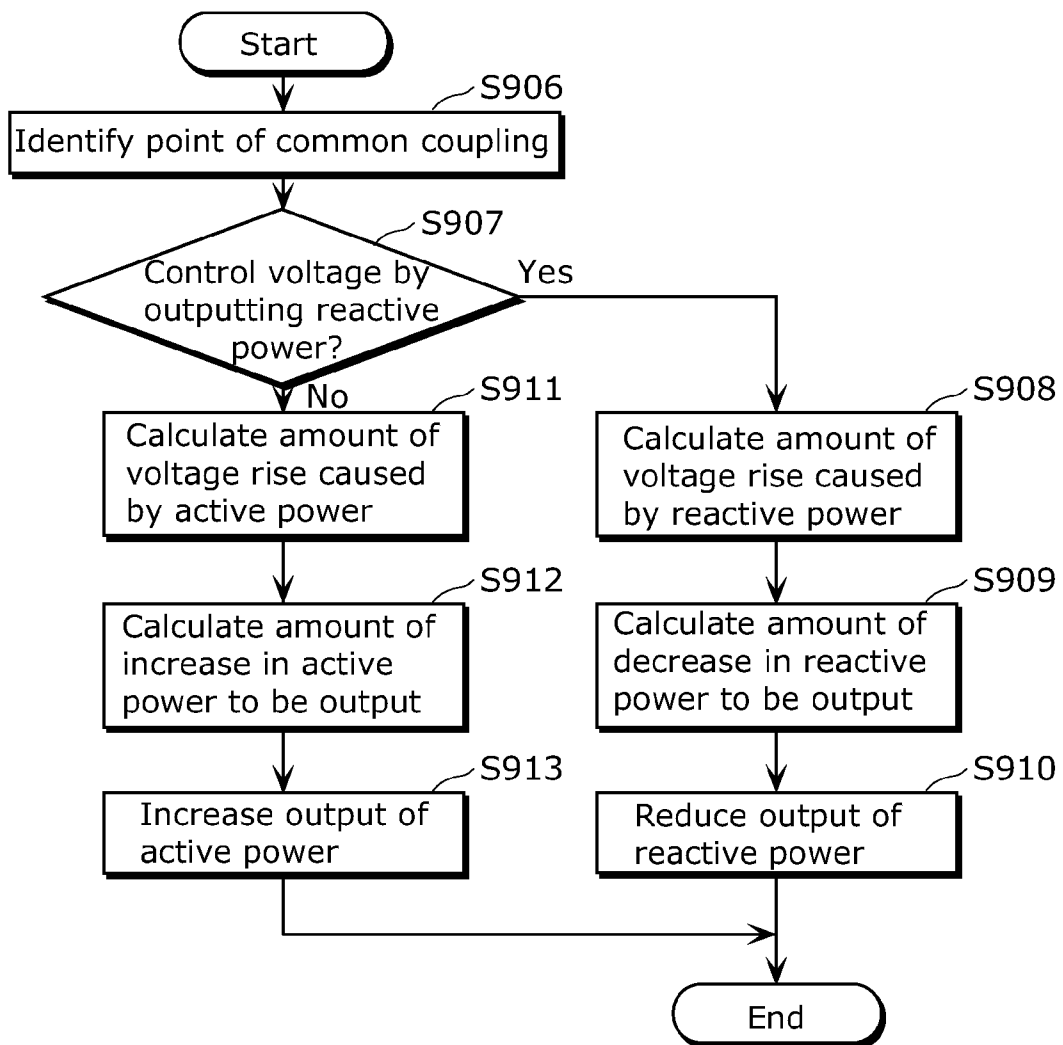 Start
S906
Identify point of common coupling
S907
Control voltage by
outputting reactive
power?
Yes
No
S911
Calculate amount of
voltage rise caused
by active power
S912
Calculate amount of
increase in active
power to be output
S913
Increase output of
active power
S908
Calculate amount of
voltage rise caused
by reactive power
S909
Calculate amount of
decrease in reactive
power to be output
S910
Reduce output of
reactive power
End